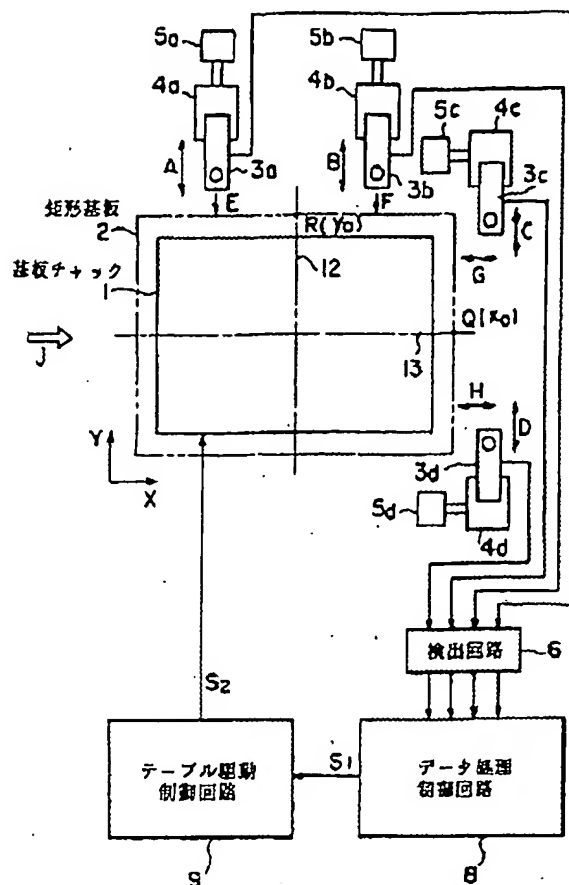 5a
5b
4a
4b
5c
4c
A
3a
B
3b
3c
矩形基板
2
E
F
C
R(y0)
G
基板チャック
1
12
Q(x0)
13
J
H
D
Y
X
3d
5d
4d
検出回路
6
S2
テーブル駆動
制御回路
S1
データ処理
制御回路
9
8